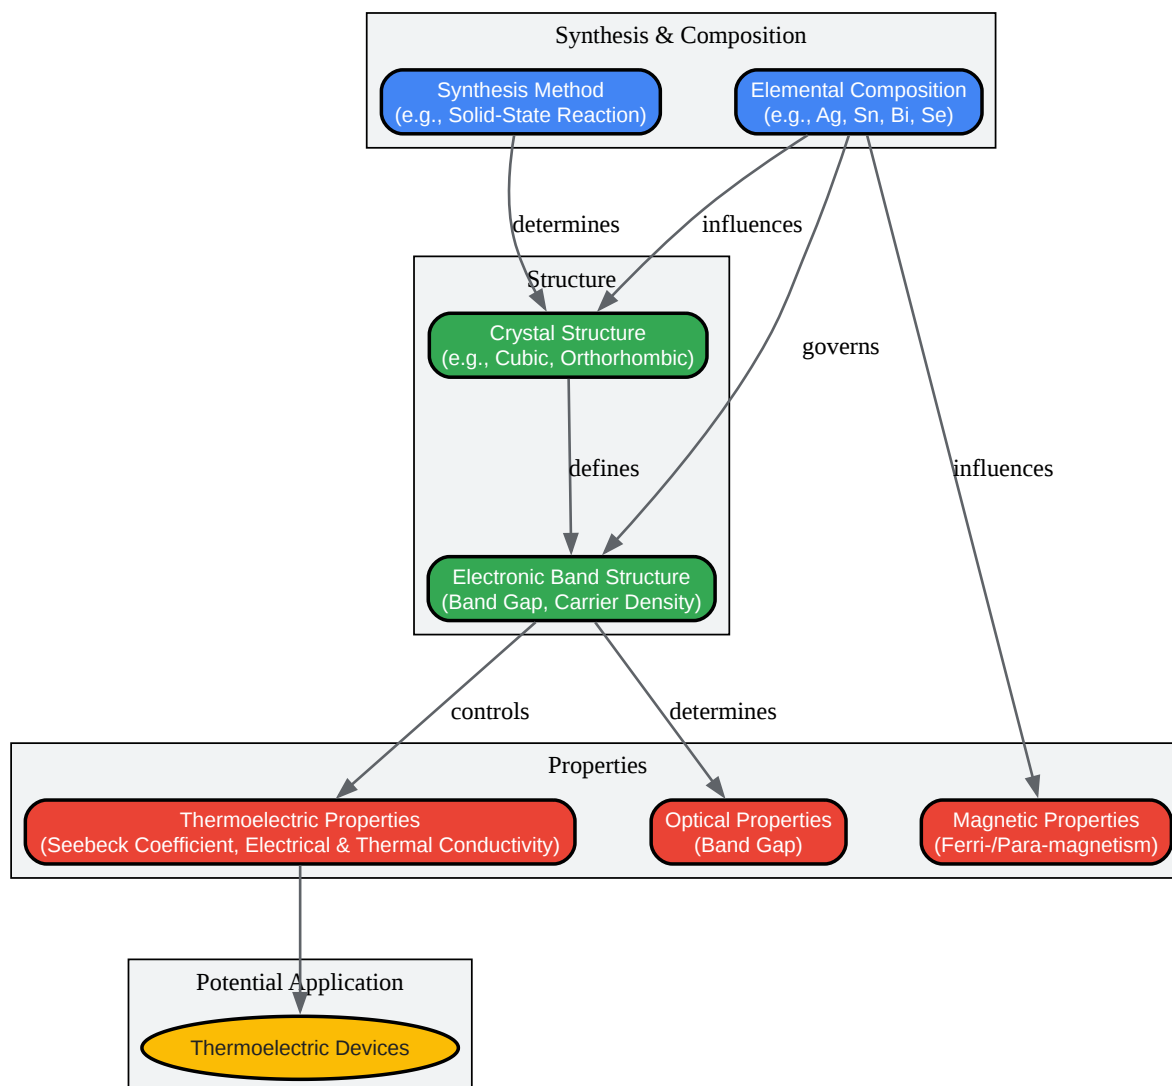 Synthesis & Composition
Synthesis Method
(e.g., Solid-State Reaction)
Elemental Composition
(e.g., Ag, Sn, Bi, Se)
determines
influences
Structure
Crystal Structure
(e.g., Cubic, Orthorhombic)
governs
defines
influences
Electronic Band Structure
(Band Gap, Carrier Density)
controls
determines
Properties
Thermoelectric Properties
(Seebeck Coefficient, Electrical & Thermal Conductivity)
Optical Properties
(Band Gap)
Magnetic Properties
(Ferri-/Para-magnetism)
Potential Application
Thermoelectric Devices